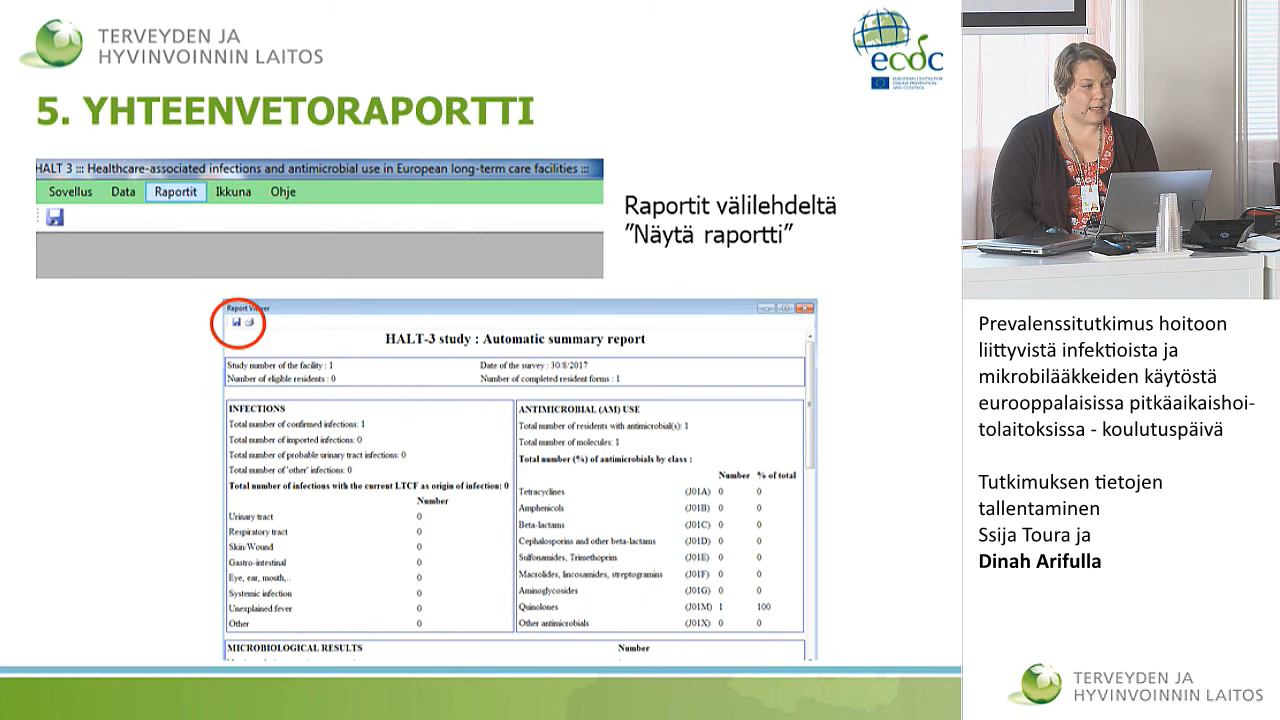 TERVEYDEN JA
HYVINVOINNIN LAITOS
ecdc
EUROPEAN CENTRE FOR
DISEASE PREVENTION
AND CONTROL
5. YHTEENVETORAPORTTI
HALT 3 ::: Healthcare-associated infections and antimicrobial use in European long-term care facilities :::
Sovellus Data Raportit Ikkuna Ohje
Raportit välilehdeltä
”Näytä raportti”
Report Viewer
HALT-3 study : Automatic summary report
Study number of the facility : 1 Date of the survey : 30/8/2017
Number of eligible residents : 0 Number of completed resident forms : 1
INFECTIONS
Total number of confirmed infections: 1
Total number of imported infections: 0
Total number of probable urinary tract infections: 0
Total number of 'other' infections: 0
Total number of infections with the current LTCF as origin of infection: 0
Number
Urinary tract 0
Respiratory tract 0
Skin/Wound 0
Gastro-intestinal 0
Eye, ear, mouth,.. 0
Systemic infection 0
Unexplained fever 0
Other 0
ANTIMICROBIAL (AM) USE
Total number of residents with antimicrobial(s): 1
Total number of molecules: 1
Total number (%) of antimicrobials by class :
Number % of total
Tetracyclines (J01A) 0 0
Amphenicols (J01B) 0 0
Beta-lactams (J01C) 0 0
Cephalosporins and other beta-lactams (J01D) 0 0
Sulfonamides, Trimethoprim (J01E) 0 0
Macrolides, lincosamides, streptogramins (J01F) 0 0
Aminoglycosides (J01G) 0 0
Quinolones (J01M) 1 100
Other antimicrobials (J01X) 0 0
MICROBIOLOGICAL RESULTS Number
Prevalenssitutkimus hoitoon
liittyvistä infektioista ja
mikrobilääkkeiden käytöstä
eurooppalaisissa pitkäaikaishoi-
tolaitoksissa - koulutuspäivä
Tutkimuksen tietojen
tallentaminen
Ssija Toura ja
Dinah Arifulla
TERVEYDEN JA
HYVINVOINNIN LAITOS